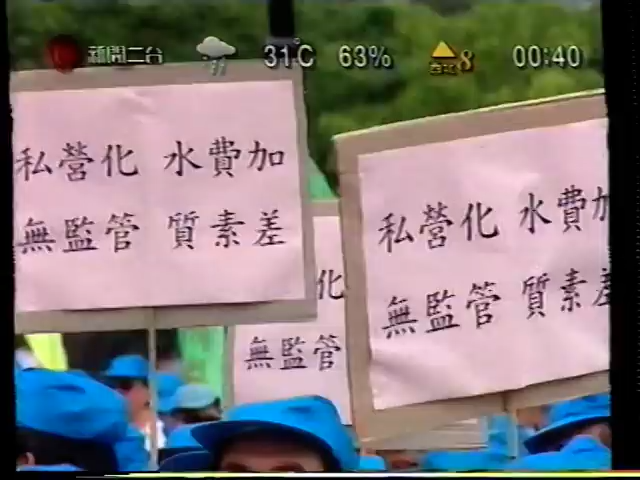 新聞二台 31°C 63% 8 00:40
私營化 水費加
無監管 質素差
私營化 水費加
無監管 質素差
化
無監管